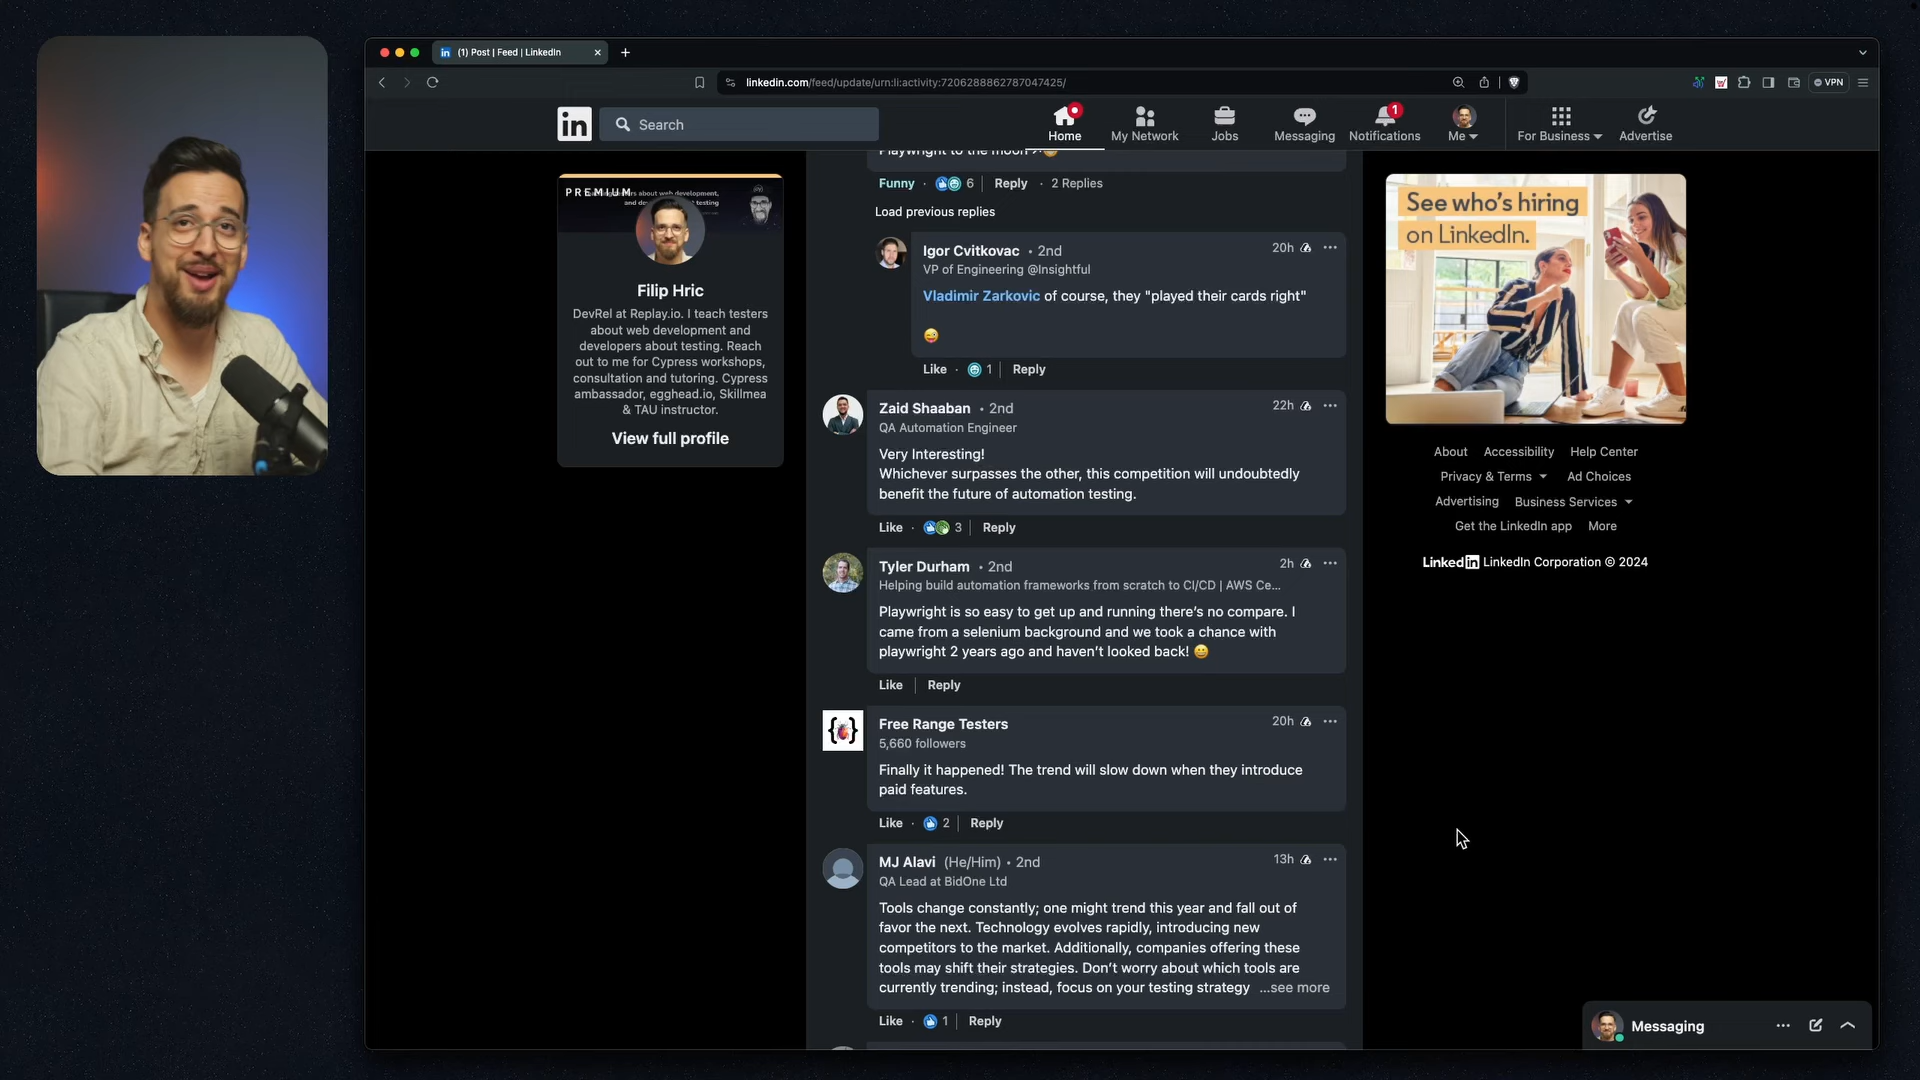 (1) Post | Feed | LinkedIn
linkedin.com/feed/update/urn:li:activity:7206288862787047425/
VPN
in
Search
Home
My Network
Jobs
Messaging
1
Notifications
Me
For Business
Advertise
PREMIUM
about web development,
testing
Filip Hric
DevRel at Replay.io. I teach testers
about web development and
developers about testing. Reach
out to me for Cypress workshops,
consultation and tutoring. Cypress
ambassador, egghead.io, Skillmea
& TAU instructor.
View full profile
Playwright to the moon
Funny · 6 | Reply · 2 Replies
Load previous replies
Igor Cvitkovac • 2nd
20h
VP of Engineering @Insightful
Vladimir Zarkovic of course, they "played their cards right"
😜
Like · 1 | Reply
Zaid Shaaban • 2nd
22h
QA Automation Engineer
Very Interesting!
Whichever surpasses the other, this competition will undoubtedly
benefit the future of automation testing.
Like · 3 | Reply
Tyler Durham • 2nd
2h
Helping build automation frameworks from scratch to CI/CD | AWS Ce...
Playwright is so easy to get up and running there's no compare. I
came from a selenium background and we took a chance with
playwright 2 years ago and haven't looked back! 😀
Like | Reply
Free Range Testers
20h
5,660 followers
Finally it happened! The trend will slow down when they introduce
paid features.
Like · 2 | Reply
MJ Alavi (He/Him) • 2nd
13h
QA Lead at BidOne Ltd
Tools change constantly; one might trend this year and fall out of
favor the next. Technology evolves rapidly, introducing new
competitors to the market. Additionally, companies offering these
tools may shift their strategies. Don't worry about which tools are
currently trending; instead, focus on your testing strategy ...see more
Like · 1 | Reply
See who's hiring
on LinkedIn.
About Accessibility Help Center
Privacy & Terms Ad Choices
Advertising Business Services
Get the LinkedIn app More
LinkedIn LinkedIn Corporation © 2024
Messaging